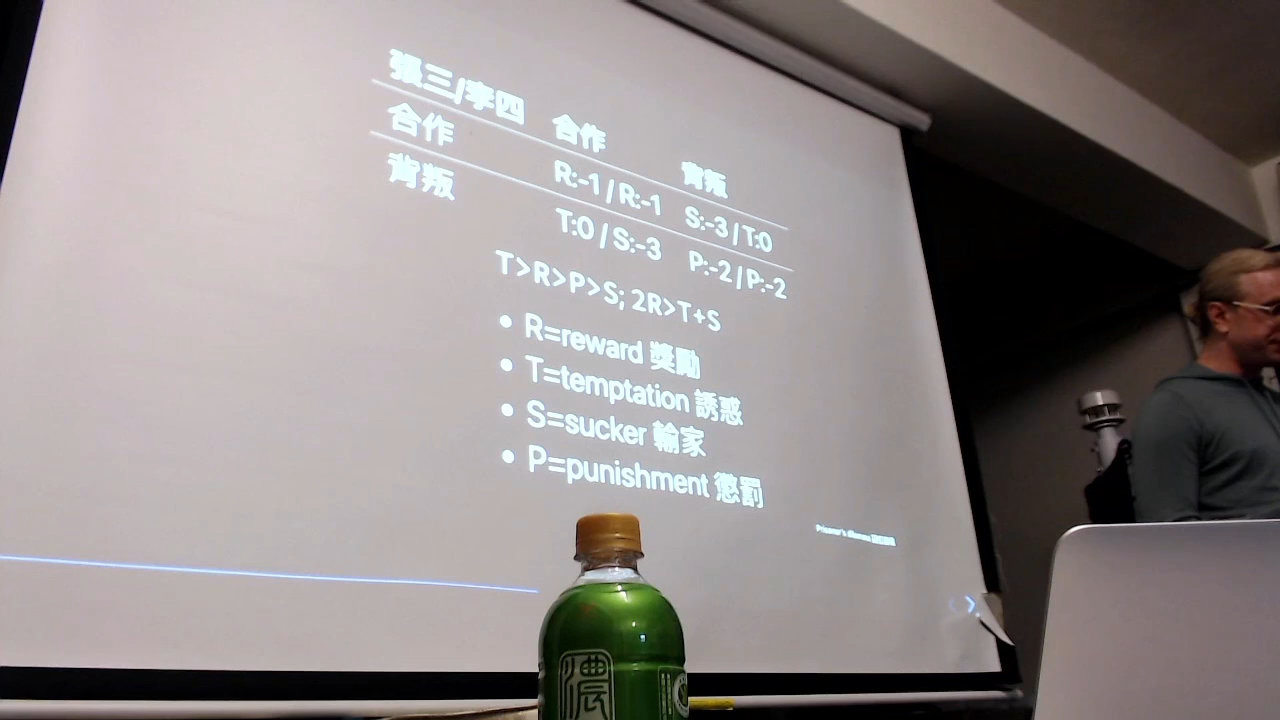 張三/李四 合作 背叛
合作 R:-1 / R:-1 S:-3 / T:0
背叛 T:0 / S:-3 P:-2 / P:-2
T>R>P>S; 2R>T+S
• R=reward 獎勵
• T=temptation 誘惑
• S=sucker 輸家
• P=punishment 懲罰
濃